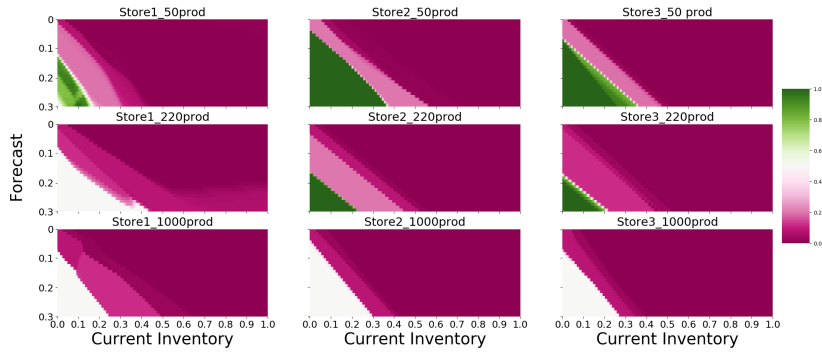 Store1_50prod
Store2_50prod
Store3_50 prod
0
0.1
0.2
0.3
Store1_220prod
Store2_220prod
Store3_220prod
0
0.1
0.2
0.3
Store1_1000prod
Store2_1000prod
Store3_1000prod
0
0.1
0.2
0.3
Forecast
0.0 0.1 0.2 0.3 0.4 0.5 0.6 0.7 0.8 0.9 1.0
0.0 0.1 0.2 0.3 0.4 0.5 0.6 0.7 0.8 0.9 1.0
0.0 0.1 0.2 0.3 0.4 0.5 0.6 0.7 0.8 0.9 1.0
Current Inventory
Current Inventory
Current Inventory
1.0
0.8
0.6
0.4
0.2
0.0